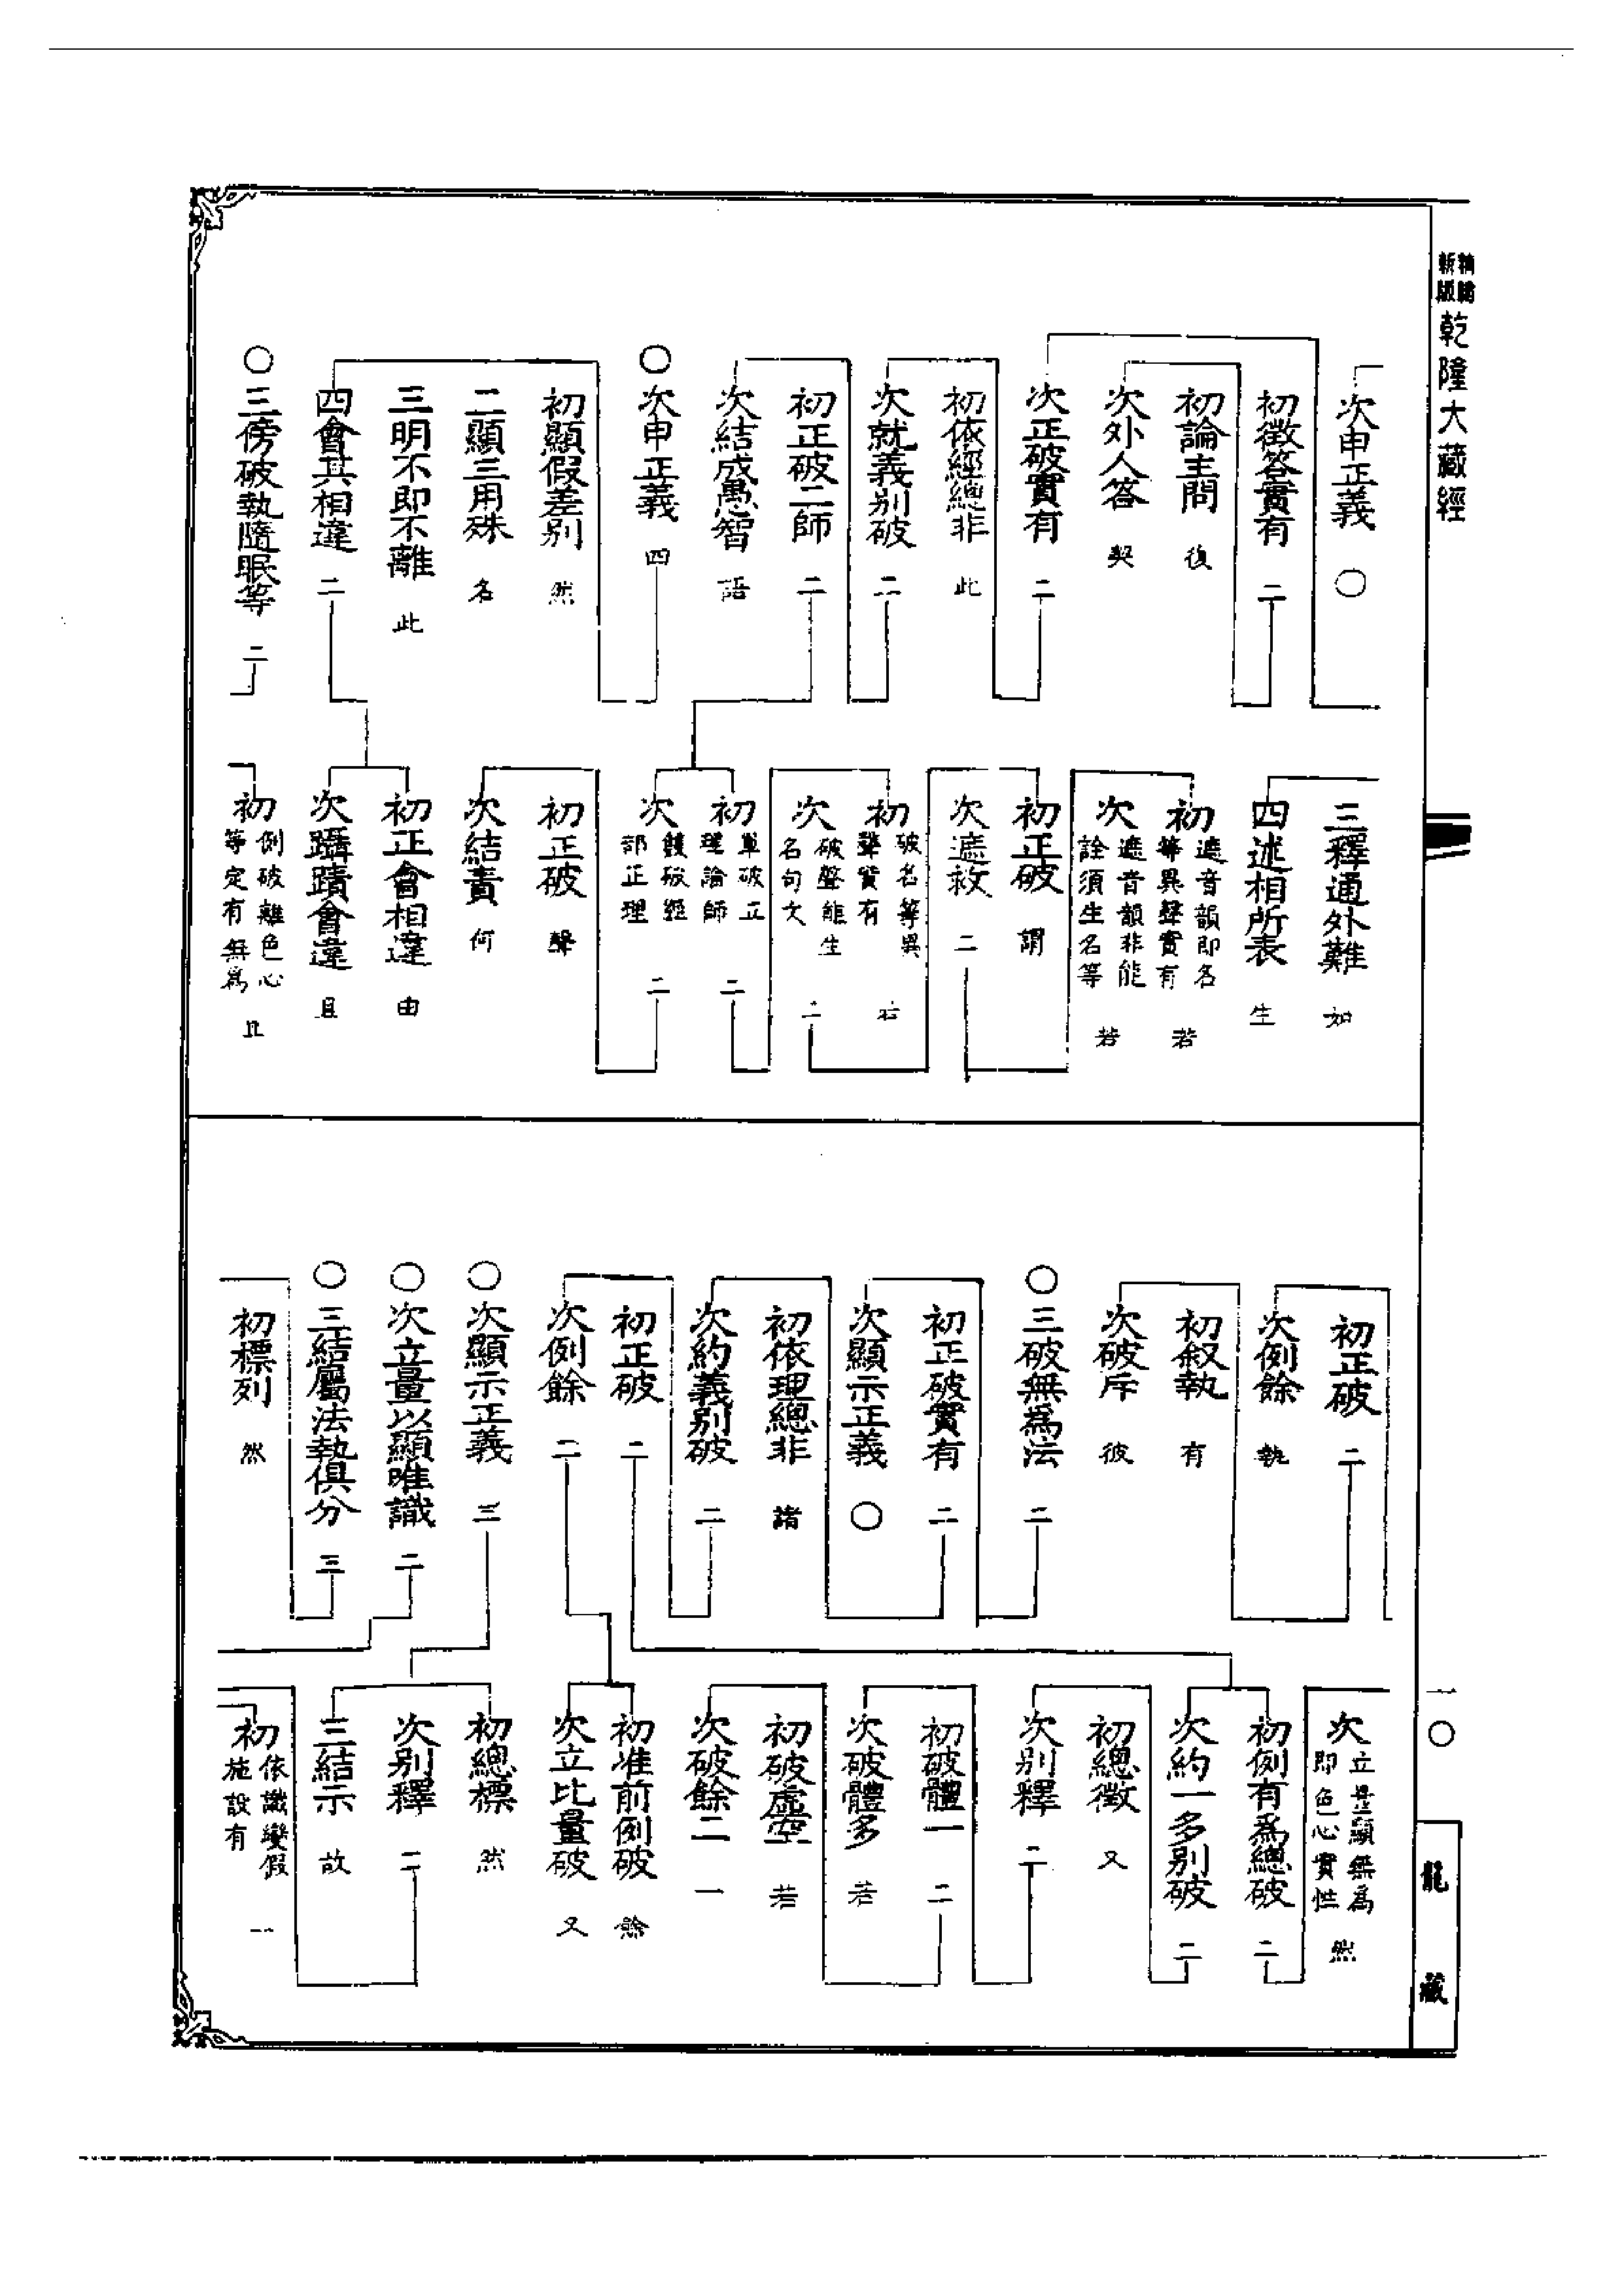 精縮
新版
乾隆大藏經
次申正義 〇
初徵答實有 二
初論主問 復
次外人答 契
次正破實有 二
初依經總非 此
次就義別破 二
初正破二師 二
次結成愚智 語
〇次申正義 四
初顯假差別 然
二顯三用殊 名
三明不即不離 此
四會其相違 二
〇三傍破執隨眠等 二
三釋通外難 如
四述相所表 生
初遮音韻即名等異聲實有 若
次遮音韻非能詮須生名等 若
初正破 謂
次遮救 二
初破名等異聲實有 若
次破聲能生名句文 二
初單破正理論師 二
次雙破經部正理 二
初正破 聲
次結責 何
初正會相違 由
次躡蹟會違 且
初例破離色心等定有無為 且
初正破 二
次例餘 執
初叙執 有
次破斥 彼
〇三破無為法 二
初正破實有 二
次顯示正義 〇
初依理總非 諸
次約義別破 二
初正破 二
次例餘 二
〇次顯示正義 三
〇次立量以顯唯識 二
〇三結屬法執俱分 三
初標列 然
次立量顯無為即色心實性 然
初例有為總破 二
次約一多別破 二
初總徵 又
次別釋 二
初破體一 二
次破體多 若
初破虛空 若
次破餘二 一
初准前例破 餘
次立比量破 又
初總標 然
次別釋 二
三結示 故
初依識變假施設有 一
一〇
龍藏